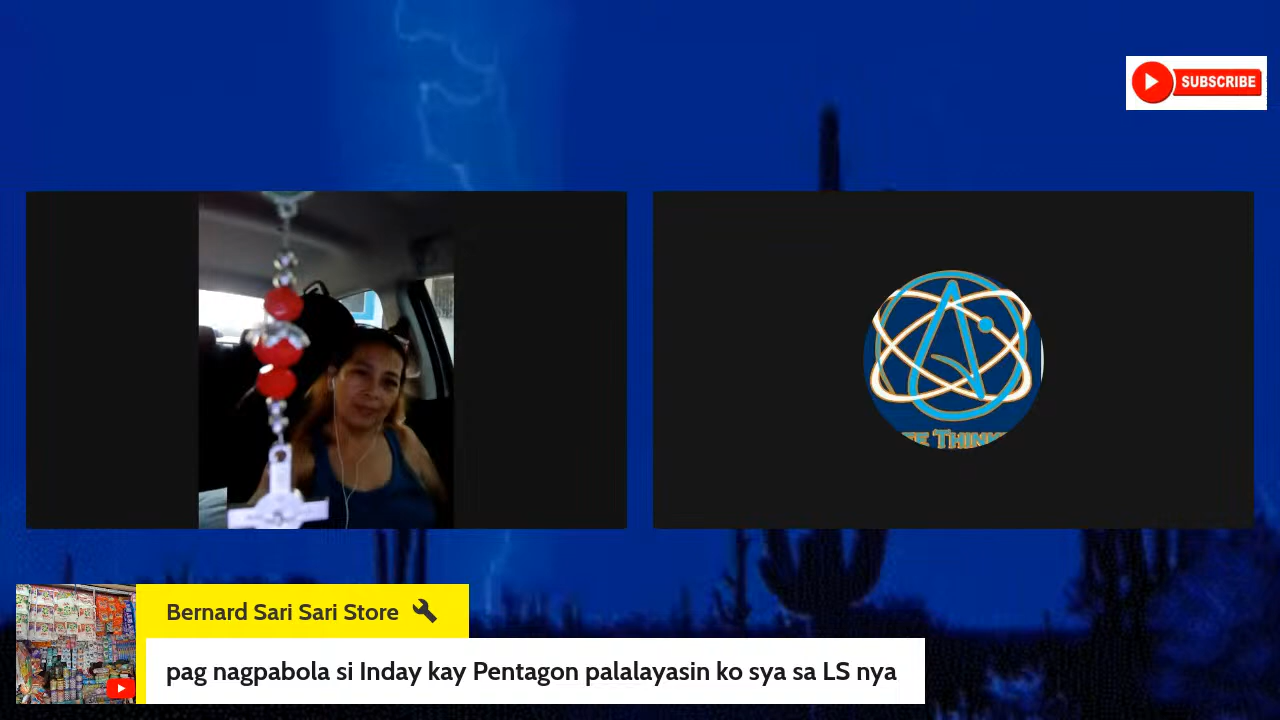 SUBSCRIBE
Bernard Sari Sari Store
pag nagpabola si Inday kay Pentagon palalayasin ko sya sa LS nya